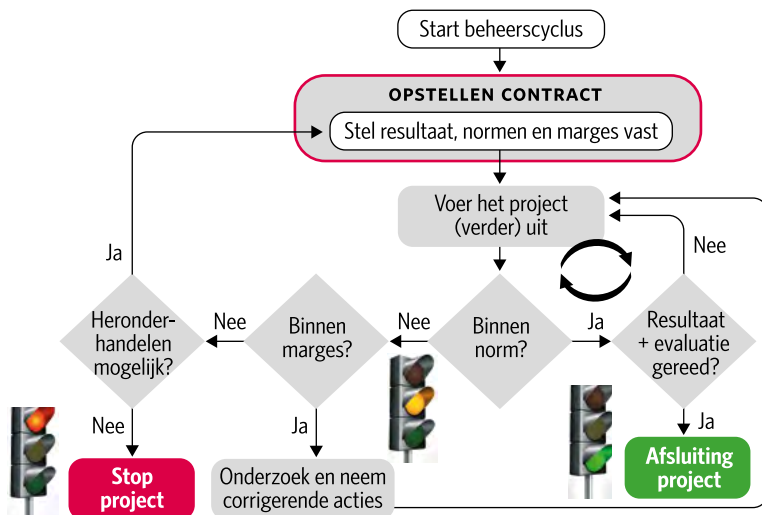 Start beheerscyclus
OPSTELLEN CONTRACT
Stel resultaat, normen en marges vast
Voer het project
(verder) uit
Ja
Nee
Heronder-
handelen
mogelijk?
Nee
Binnen
marges?
Nee
Binnen
norm?
Ja
Resultaat
+ evaluatie
gereed?
Nee
Ja
Ja
Stop
project
Onderzoek en neem
corrigerende acties
Afsluiting
project